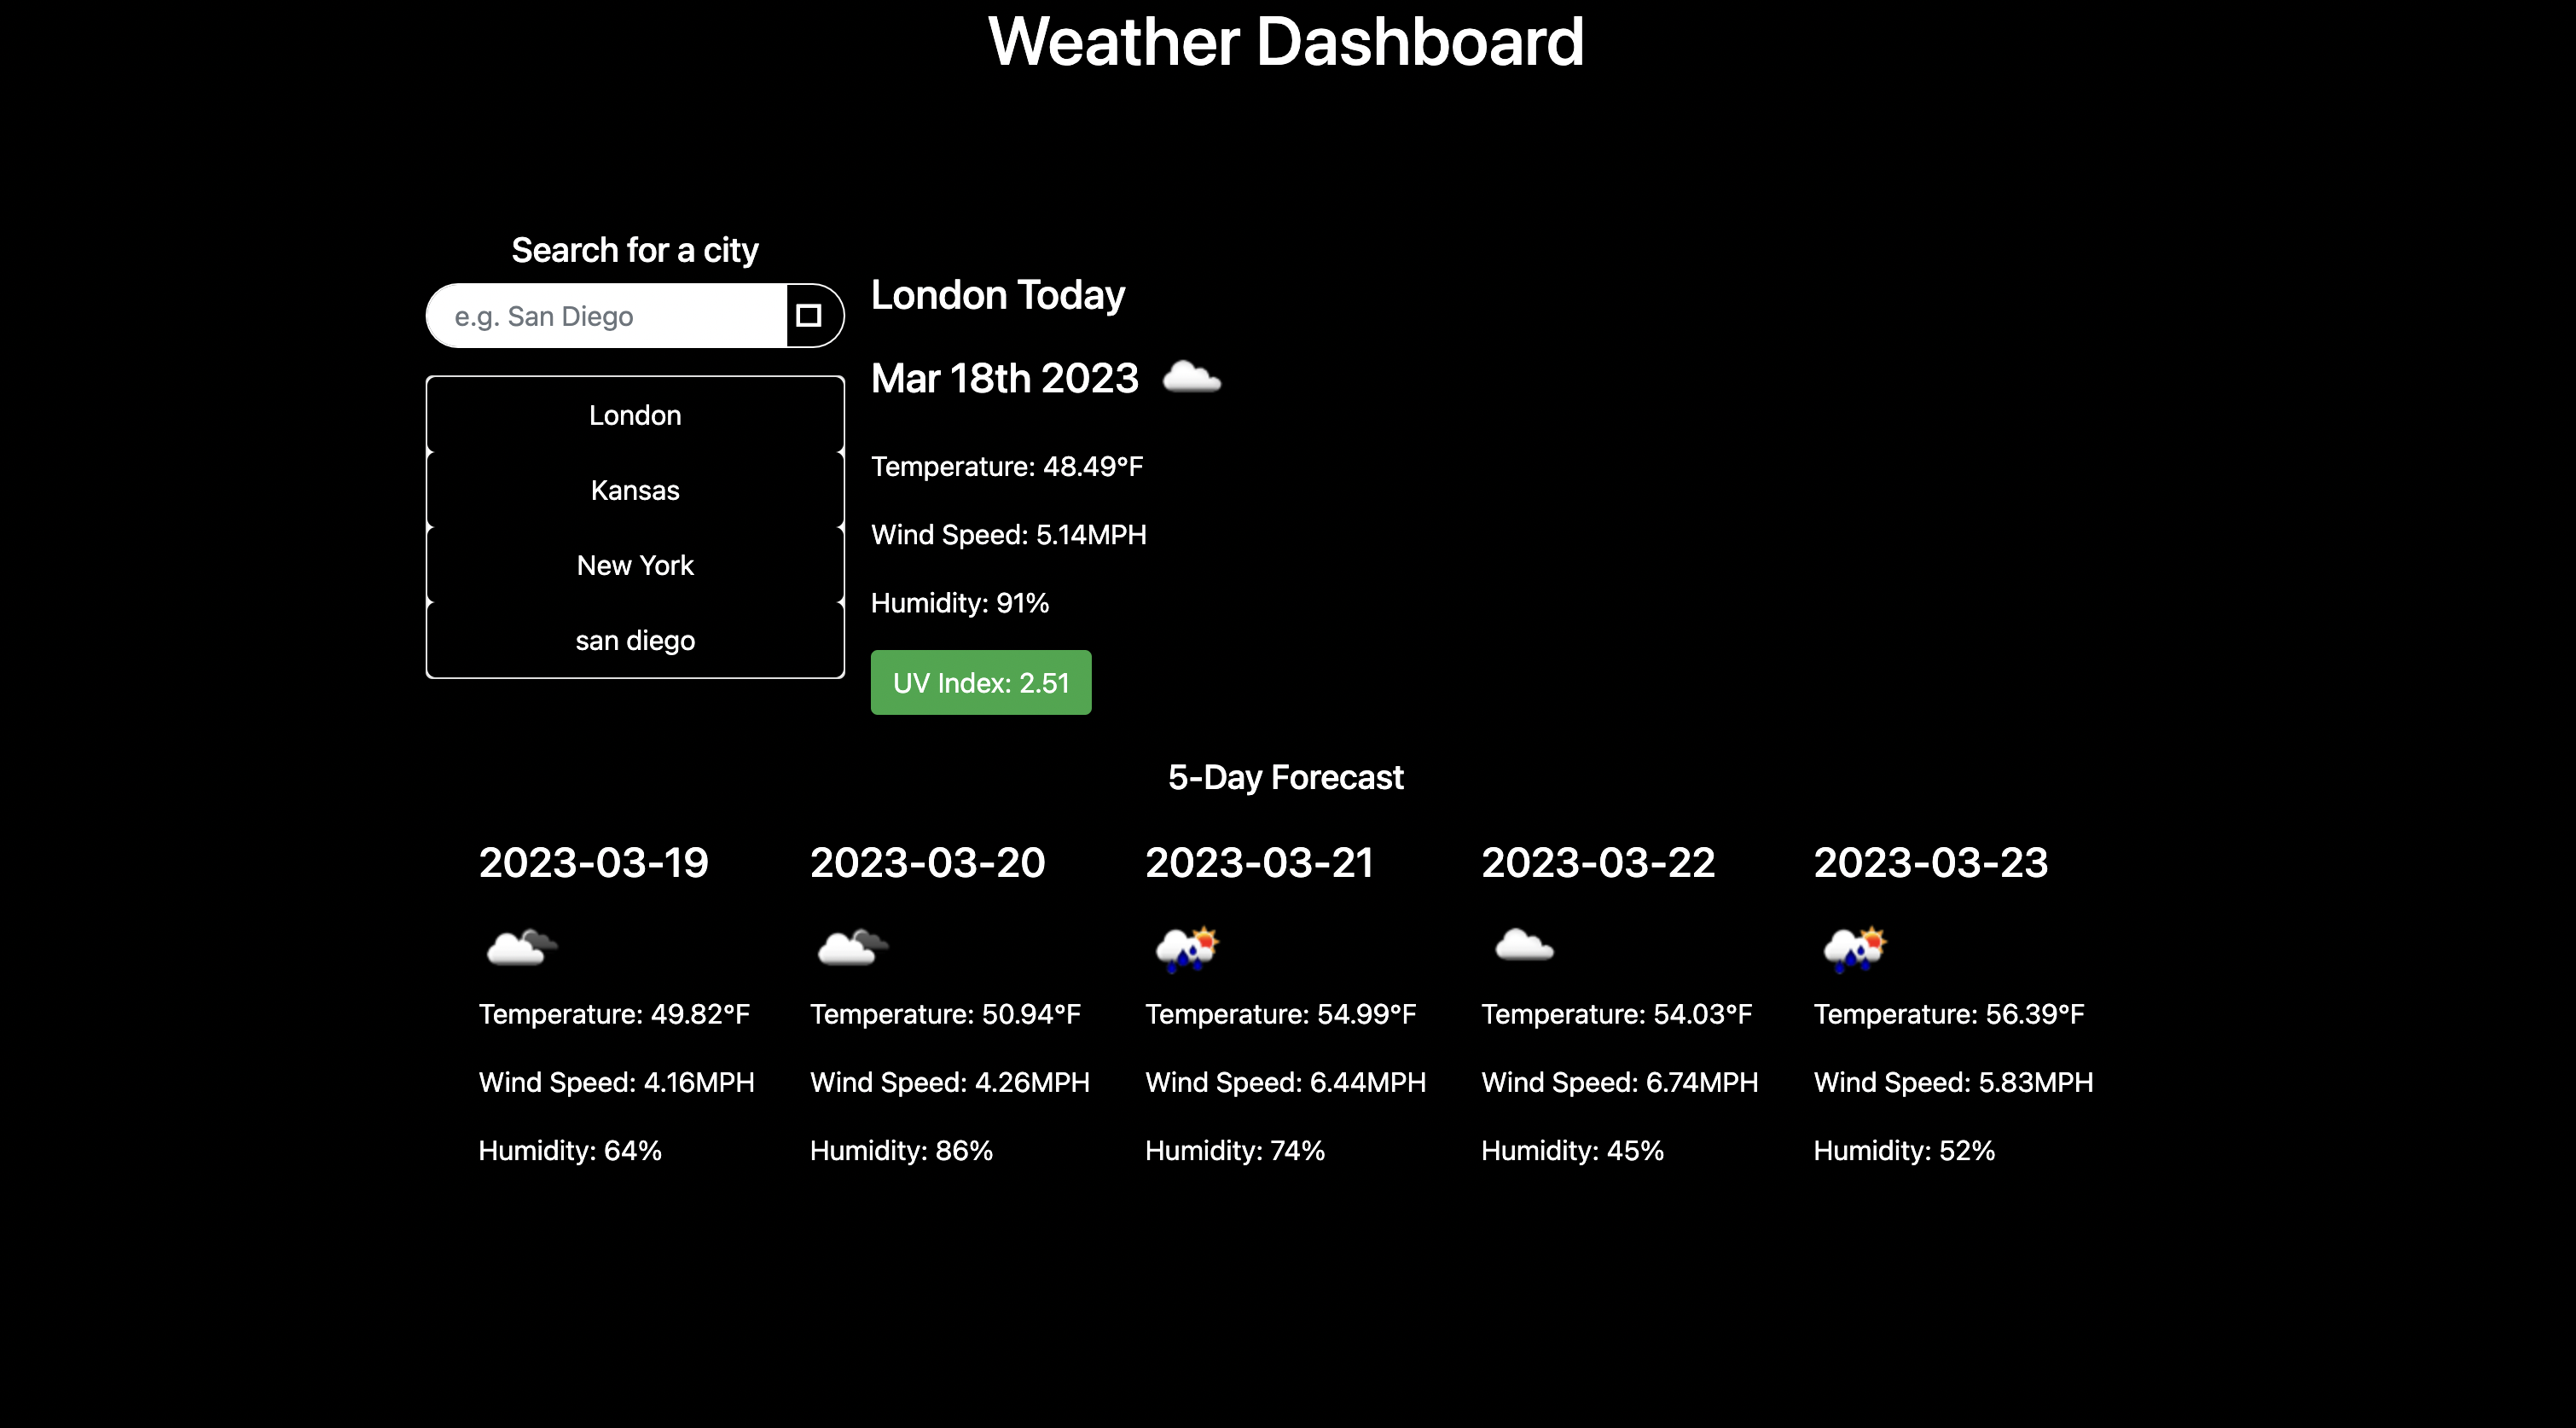 Weather Dashboard
Search for a city
e.g. San Diego
London
Kansas
New York
san diego
London Today
Mar 18th 2023
Temperature: 48.49°F
Wind Speed: 5.14MPH
Humidity: 91%
UV Index: 2.51
5-Day Forecast
2023-03-19
Temperature: 49.82°F
Wind Speed: 4.16MPH
Humidity: 64%
2023-03-20
Temperature: 50.94°F
Wind Speed: 4.26MPH
Humidity: 86%
2023-03-21
Temperature: 54.99°F
Wind Speed: 6.44MPH
Humidity: 74%
2023-03-22
Temperature: 54.03°F
Wind Speed: 6.74MPH
Humidity: 45%
2023-03-23
Temperature: 56.39°F
Wind Speed: 5.83MPH
Humidity: 52%